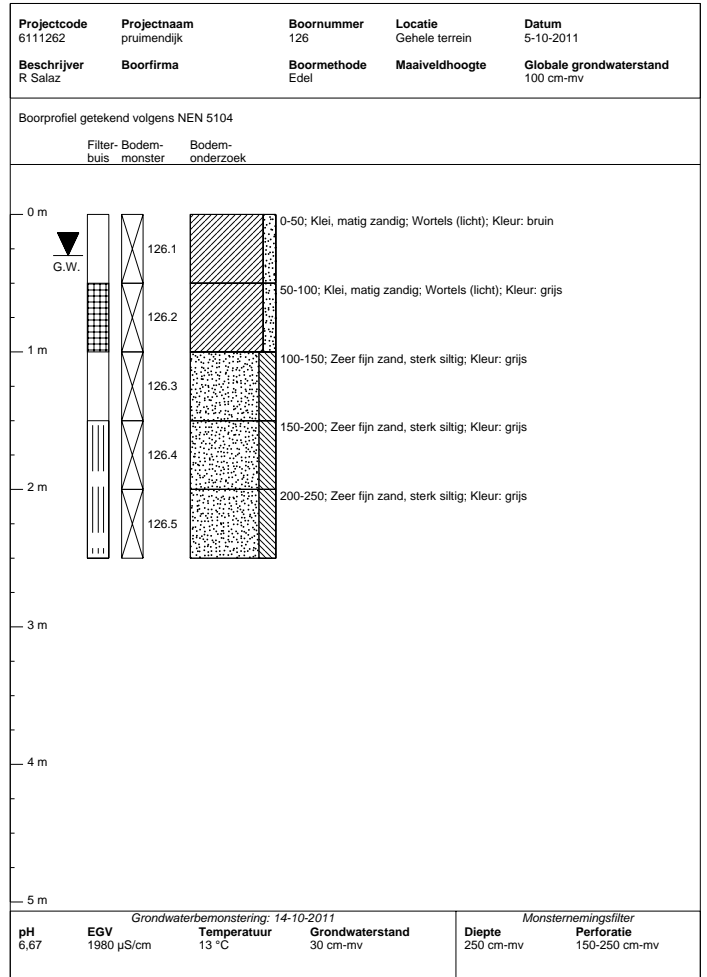 Projectcode Projectnaam Boornummer Locatie Datum
6111262 pruimendijk 126 Gehele terrein 5-10-2011
Beschrijver Boorfirma Boormethode Maaiveldhoogte Globale grondwaterstand
R Salaz Edel 100 cm-mv
Boorprofiel getekend volgens NEN 5104
Filter- Bodem- Bodem-
buis monster onderzoek
0 m
0-50; Klei, matig zandig; Wortels (licht); Kleur: bruin
126.1
G.W.
50-100; Klei, matig zandig; Wortels (licht); Kleur: grijs
126.2
1 m
100-150; Zeer fijn zand, sterk siltig; Kleur: grijs
126.3
150-200; Zeer fijn zand, sterk siltig; Kleur: grijs
126.4
2 m
200-250; Zeer fijn zand, sterk siltig; Kleur: grijs
126.5
3 m
4 m
5 m
Grondwaterbemonstering: 14-10-2011 Monsternemingsfilter
pH EGV Temperatuur Grondwaterstand Diepte Perforatie
6,67 1980 µS/cm 13 °C 30 cm-mv 250 cm-mv 150-250 cm-mv